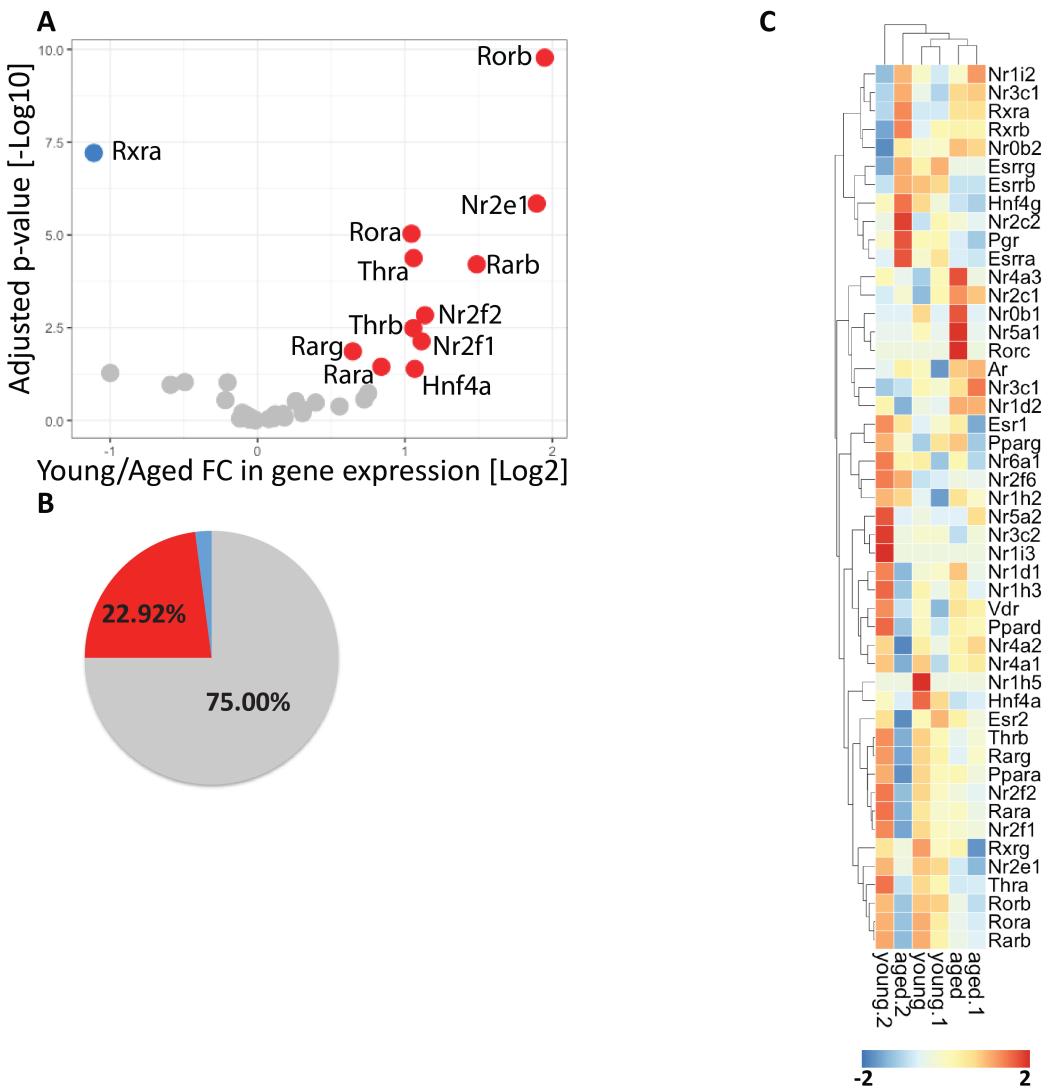 A
Adjusted p-value [-Log10]
10.0
7.5
5.0
2.5
0.0
Rorb
Rxra
Nr2e1
Rora
Thra
Rarb
Nr2f2
Thrb
Nr2f1
Rarg
Rara
Hnf4a
-1
0
1
2
Young/Aged FC in gene expression [Log2]
B
22.92%
75.00%
C
Nr1i2
Nr3c1
Rxra
Rxrb
Nr0b2
Esrrg
Esrrb
Hnf4g
Nr2c2
Pgr
Esrra
Nr4a3
Nr2c1
Nr0b1
Nr5a1
Rorc
Ar
Nr3c1
Nr1d2
Esr1
Pparg
Nr6a1
Nr2f6
Nr1h2
Nr5a2
Nr3c2
Nr1i3
Nr1d1
Nr1h3
Vdr
Ppard
Nr4a2
Nr4a1
Nr1h5
Hnf4a
Esr2
Thrb
Rarg
Ppara
Nr2f2
Rara
Nr2f1
Rxrg
Nr2e1
Thra
Rorb
Rora
Rarb
young.2
aged.2
young
young.1
aged
aged.1
-2
2